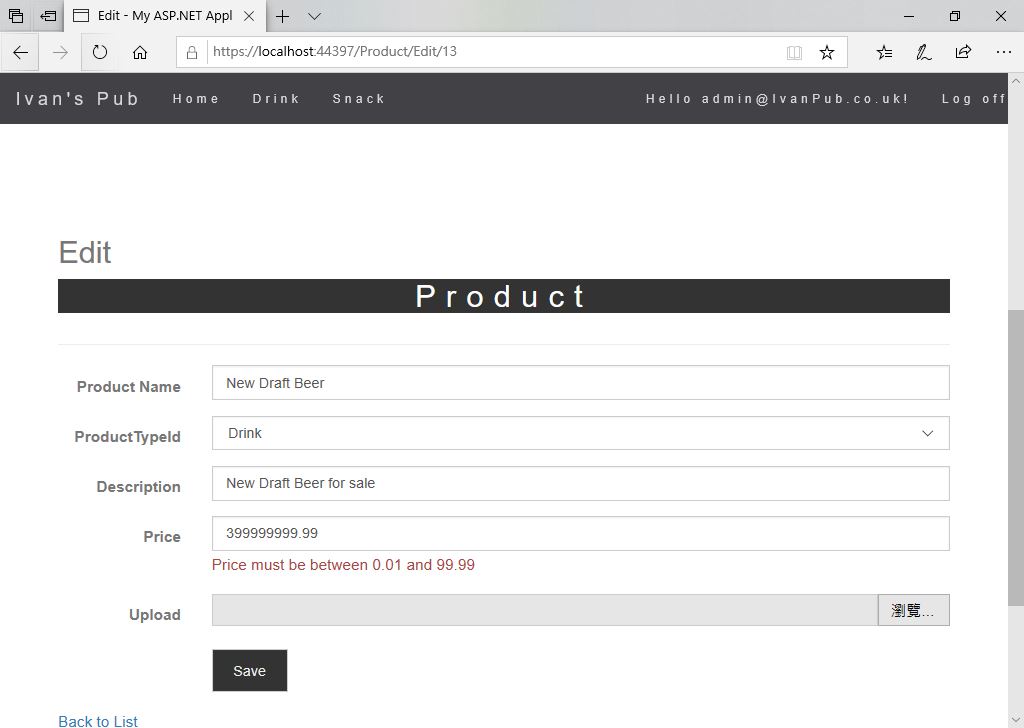 Edit - My ASP.NET Appl
https://localhost:44397/Product/Edit/13
Ivan's Pub Home Drink Snack Hello admin@IvanPub.co.uk! Log off
Edit
Product
Product Name New Draft Beer
ProductTypeId Drink
Description New Draft Beer for sale
Price 399999999.99
Price must be between 0.01 and 99.99
Upload 瀏覽...
Save
Back to List